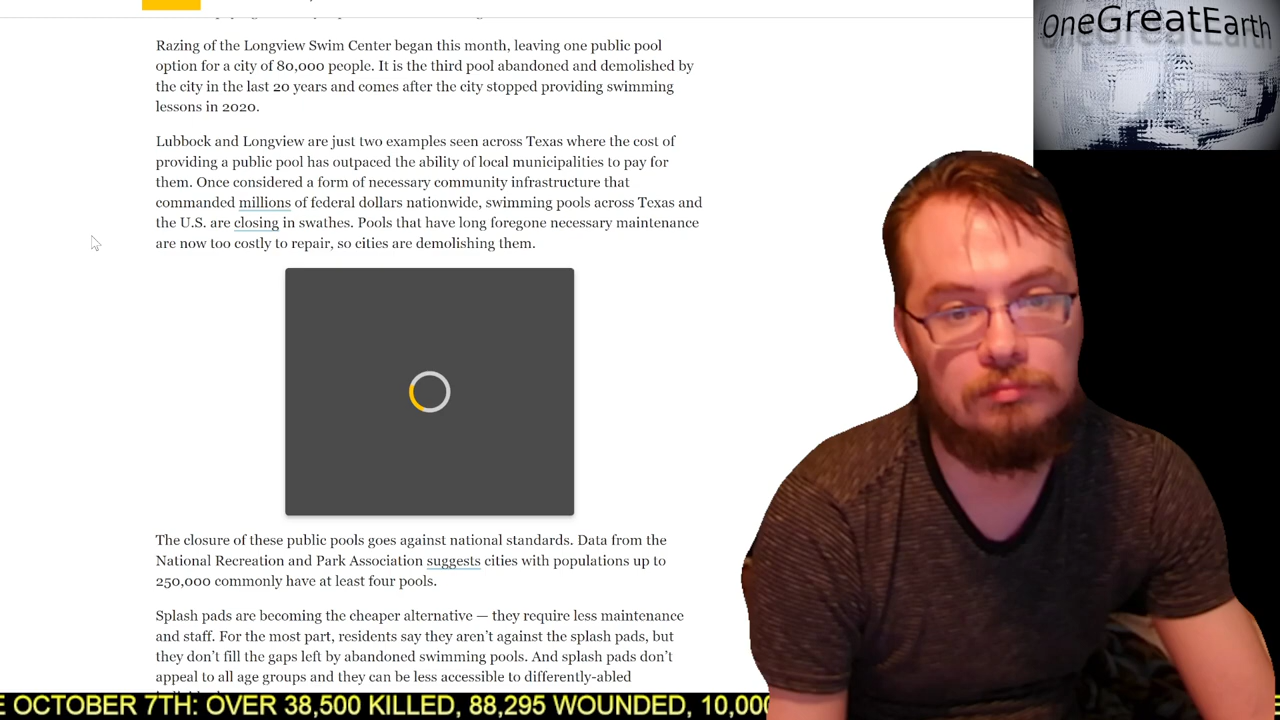 OneGreatEarth
Razing of the Longview Swim Center began this month, leaving one public pool
option for a city of 80,000 people. It is the third pool abandoned and demolished by
the city in the last 20 years and comes after the city stopped providing swimming
lessons in 2020.
Lubbock and Longview are just two examples seen across Texas where the cost of
providing a public pool has outpaced the ability of local municipalities to pay for
them. Once considered a form of necessary community infrastructure that
commanded millions of federal dollars nationwide, swimming pools across Texas and
the U.S. are closing in swathes. Pools that have long foregone necessary maintenance
are now too costly to repair, so cities are demolishing them.
The closure of these public pools goes against national standards. Data from the
National Recreation and Park Association suggests cities with populations up to
250,000 commonly have at least four pools.
Splash pads are becoming the cheaper alternative — they require less maintenance
and staff. For the most part, residents say they aren’t against the splash pads, but
they don’t fill the gaps left by abandoned swimming pools. And splash pads don’t
appeal to all age groups and they can be less accessible to differently-abled
E OCTOBER 7TH: OVER 38,500 KILLED, 88,295 WOUNDED, 10,000